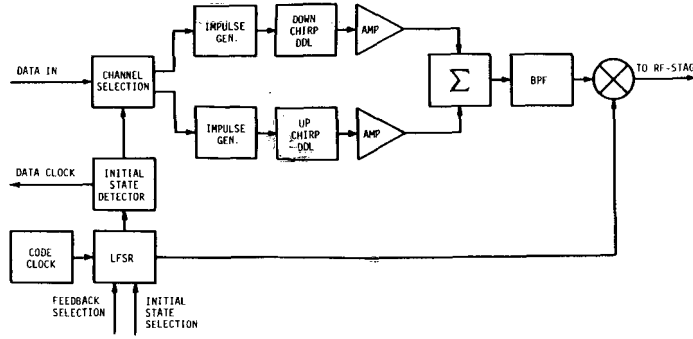 IMPULSE
GEN.
DOWN
CHIRP
DDL
AMP
DATA IN
CHANNEL
SELECTION
Σ
BPF
TO RF-STAG
IMPULSE
GEN.
UP
CHIRP
DDL
AMP
DATA CLOCK
INITIAL
STATE
DETECTOR
CODE
CLOCK
LFSR
FEEDBACK
SELECTION
INITIAL
STATE
SELECTION